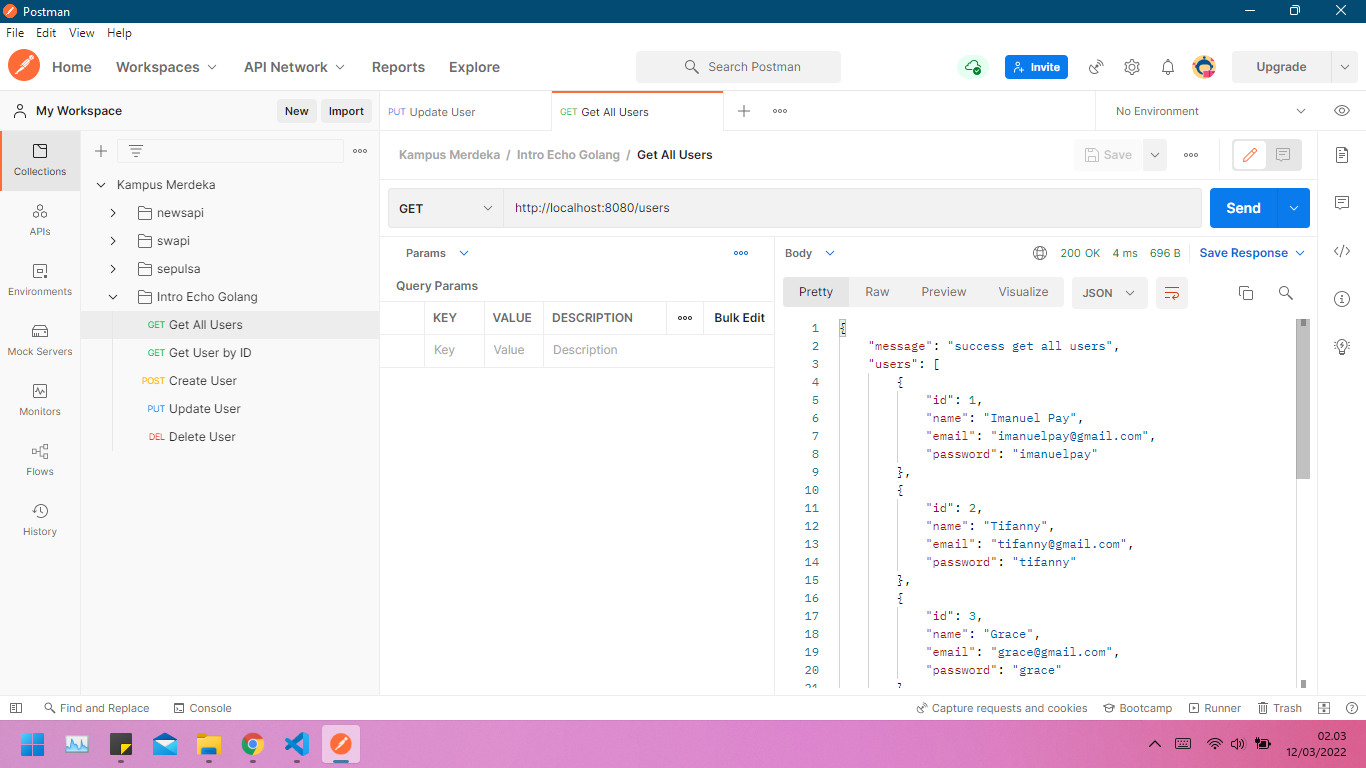 Postman
File Edit View Help
Home Workspaces API Network Reports Explore Search Postman Invite Upgrade
My Workspace New Import PUT Update User GET Get All Users No Environment
Collections
APIs
Environments
Mock Servers
Monitors
Flows
History
Kampus Merdeka
newsapi
swapi
sepulsa
Intro Echo Golang
GET Get All Users
GET Get User by ID
POST Create User
PUT Update User
DEL Delete User
Kampus Merdeka / Intro Echo Golang / Get All Users Save
GET http://localhost:8080/users Send
Params
Query Params
KEY VALUE DESCRIPTION Bulk Edit
Key Value Description
Body 200 OK 4 ms 696 B Save Response
Pretty Raw Preview Visualize JSON
1 {
2 "message": "success get all users",
3 "users": [
4 {
5 "id": 1,
6 "name": "Imanuel Pay",
7 "email": "imanuelpay@gmail.com",
8 "password": "imanuelpay"
9 },
10 {
11 "id": 2,
12 "name": "Tifanny",
13 "email": "tifanny@gmail.com",
14 "password": "tifanny"
15 },
16 {
17 "id": 3,
18 "name": "Grace",
19 "email": "grace@gmail.com",
20 "password": "grace"
Find and Replace Console Capture requests and cookies Bootcamp Runner Trash
02.03
12/03/2022